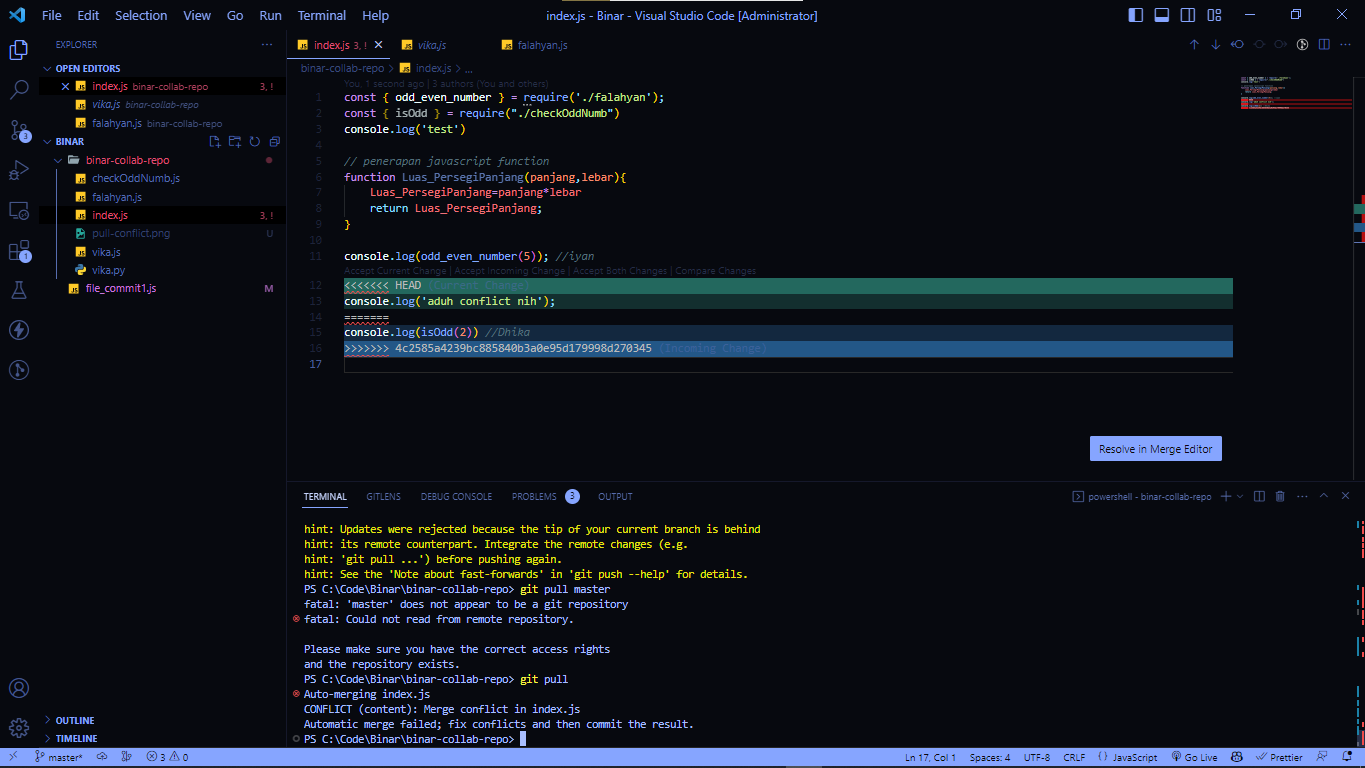 File Edit Selection View Go Run Terminal Help
index.js - Binar - Visual Studio Code [Administrator]
EXPLORER
OPEN EDITORS
index.js binar-collab-repo 3, !
vika.js binar-collab-repo
falahyan.js binar-collab-repo
BINAR
binar-collab-repo
checkOddNumb.js
falahyan.js
index.js 3, !
pull-conflict.png U
vika.js
vika.py
file_commit1.js M
OUTLINE
TIMELINE
3
1
index.js 3, !
vika.js
falahyan.js
binar-collab-repo > index.js > ...
You, 1 second ago | 3 authors (You and others)
1 const { odd_even_number } = require('./falahyan');
2 const { isOdd } = require("./checkOddNumb")
3 console.log('test')
4
5 // penerapan javascript function
6 function Luas_PersegiPanjang(panjang,lebar){
7 Luas_PersegiPanjang=panjang*lebar
8 return Luas_PersegiPanjang;
9 }
10
11 console.log(odd_even_number(5)); //iyan
Accept Current Change | Accept Incoming Change | Accept Both Changes | Compare Changes
12 <<<<<<< HEAD (Current Change)
13 console.log('aduh conflict nih');
14 =======
15 console.log(isOdd(2)) //Dhika
16 >>>>>>> 4c2585a4239bc885840b3a0e95d179998d270345 (Incoming Change)
17
Resolve in Merge Editor
TERMINAL GITLENS DEBUG CONSOLE PROBLEMS 3 OUTPUT
powershell - binar-collab-repo
hint: Updates were rejected because the tip of your current branch is behind
hint: its remote counterpart. Integrate the remote changes (e.g.
hint: 'git pull ...') before pushing again.
hint: See the 'Note about fast-forwards' in 'git push --help' for details.
PS C:\Code\Binar\binar-collab-repo> git pull master
fatal: 'master' does not appear to be a git repository
fatal: Could not read from remote repository.
Please make sure you have the correct access rights
and the repository exists.
PS C:\Code\Binar\binar-collab-repo> git pull
Auto-merging index.js
CONFLICT (content): Merge conflict in index.js
Automatic merge failed; fix conflicts and then commit the result.
PS C:\Code\Binar\binar-collab-repo>
master* 3 0
Ln 17, Col 1 Spaces: 4 UTF-8 CRLF JavaScript Go Live Prettier